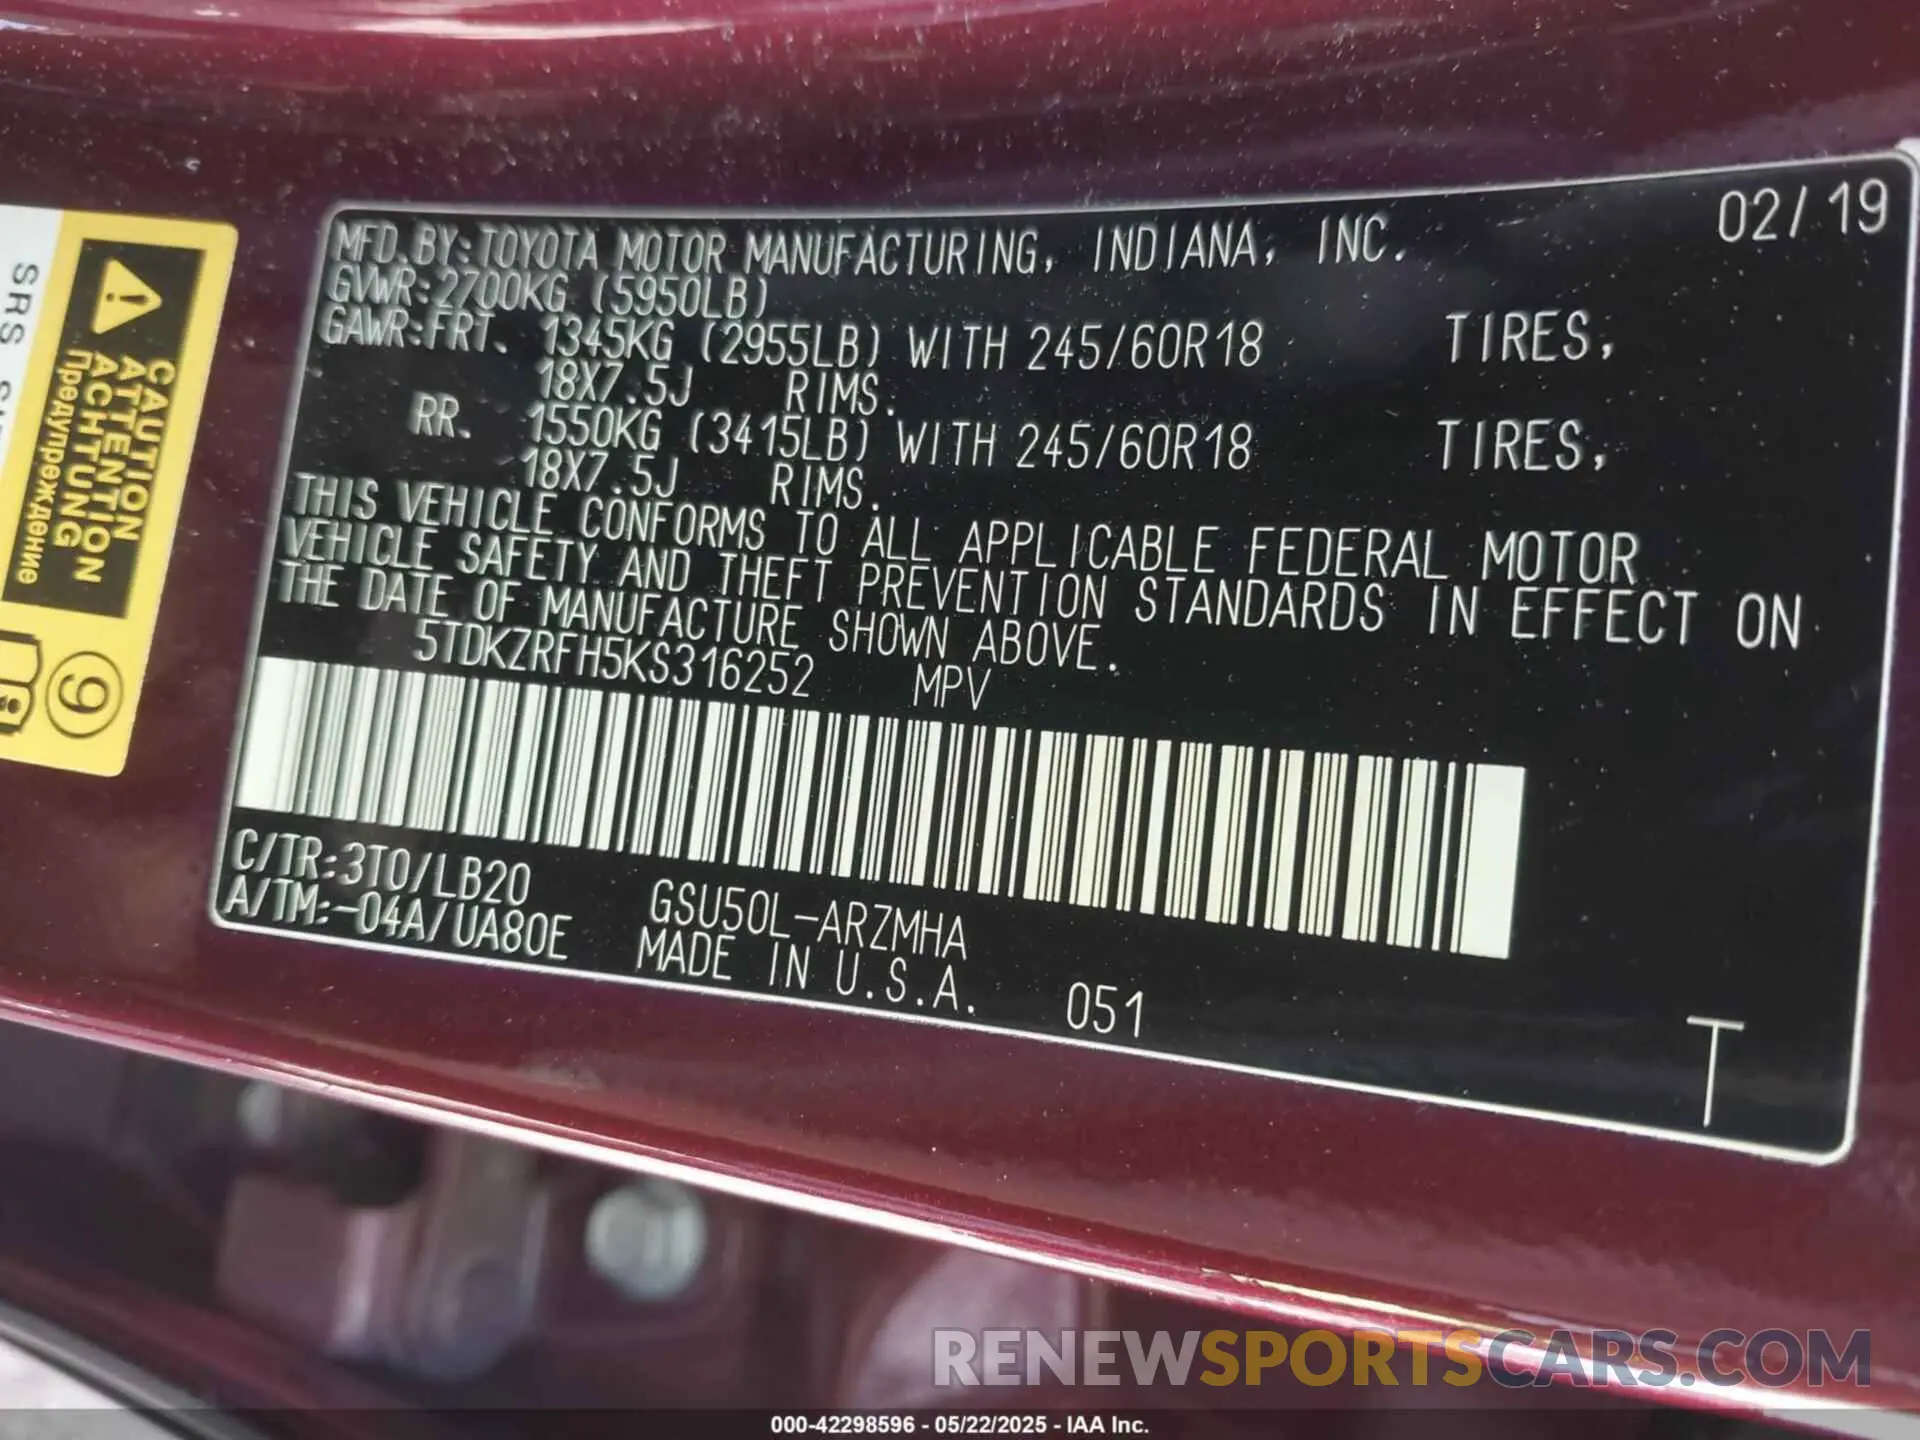 MFD.BY:TOYOTA MOTOR MANUFACTURING, INDIANA, INC. 02/19
GVWR:2700KG (5950LB)
GAWR:FRT. 1345KG (2955LB) WITH 245/60R18 TIRES,
18X7.5J RIMS.
RR. 1550KG (3415LB) WITH 245/60R18 TIRES,
18X7.5J RIMS.
THIS VEHICLE CONFORMS TO ALL APPLICABLE FEDERAL MOTOR
VEHICLE SAFETY AND THEFT PREVENTION STANDARDS IN EFFECT ON
THE DATE OF MANUFACTURE SHOWN ABOVE.
5TDKZRFH5KS316252 MPV
C/TR:3T0/LB20
A/TM:-04A/UA80E
GSU50L-ARZMHA
MADE IN U.S.A. 051
T
SRS
CAUTION
ATTENTION
ACHTUNG
Предупреждение
9
RENEWSPORTSCARS.COM
000-42298596 - 05/22/2025 - IAA Inc.